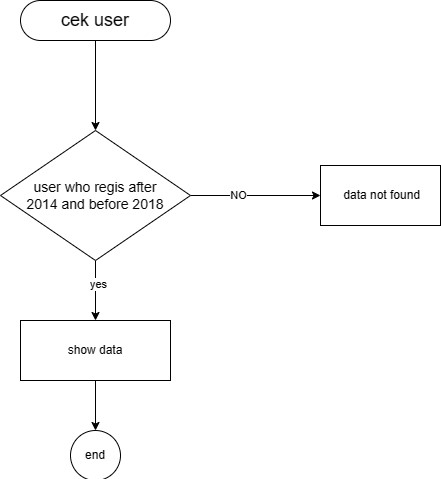 cek user
user who regis after
2014 and before 2018
NO
data not found
yes
show data
end